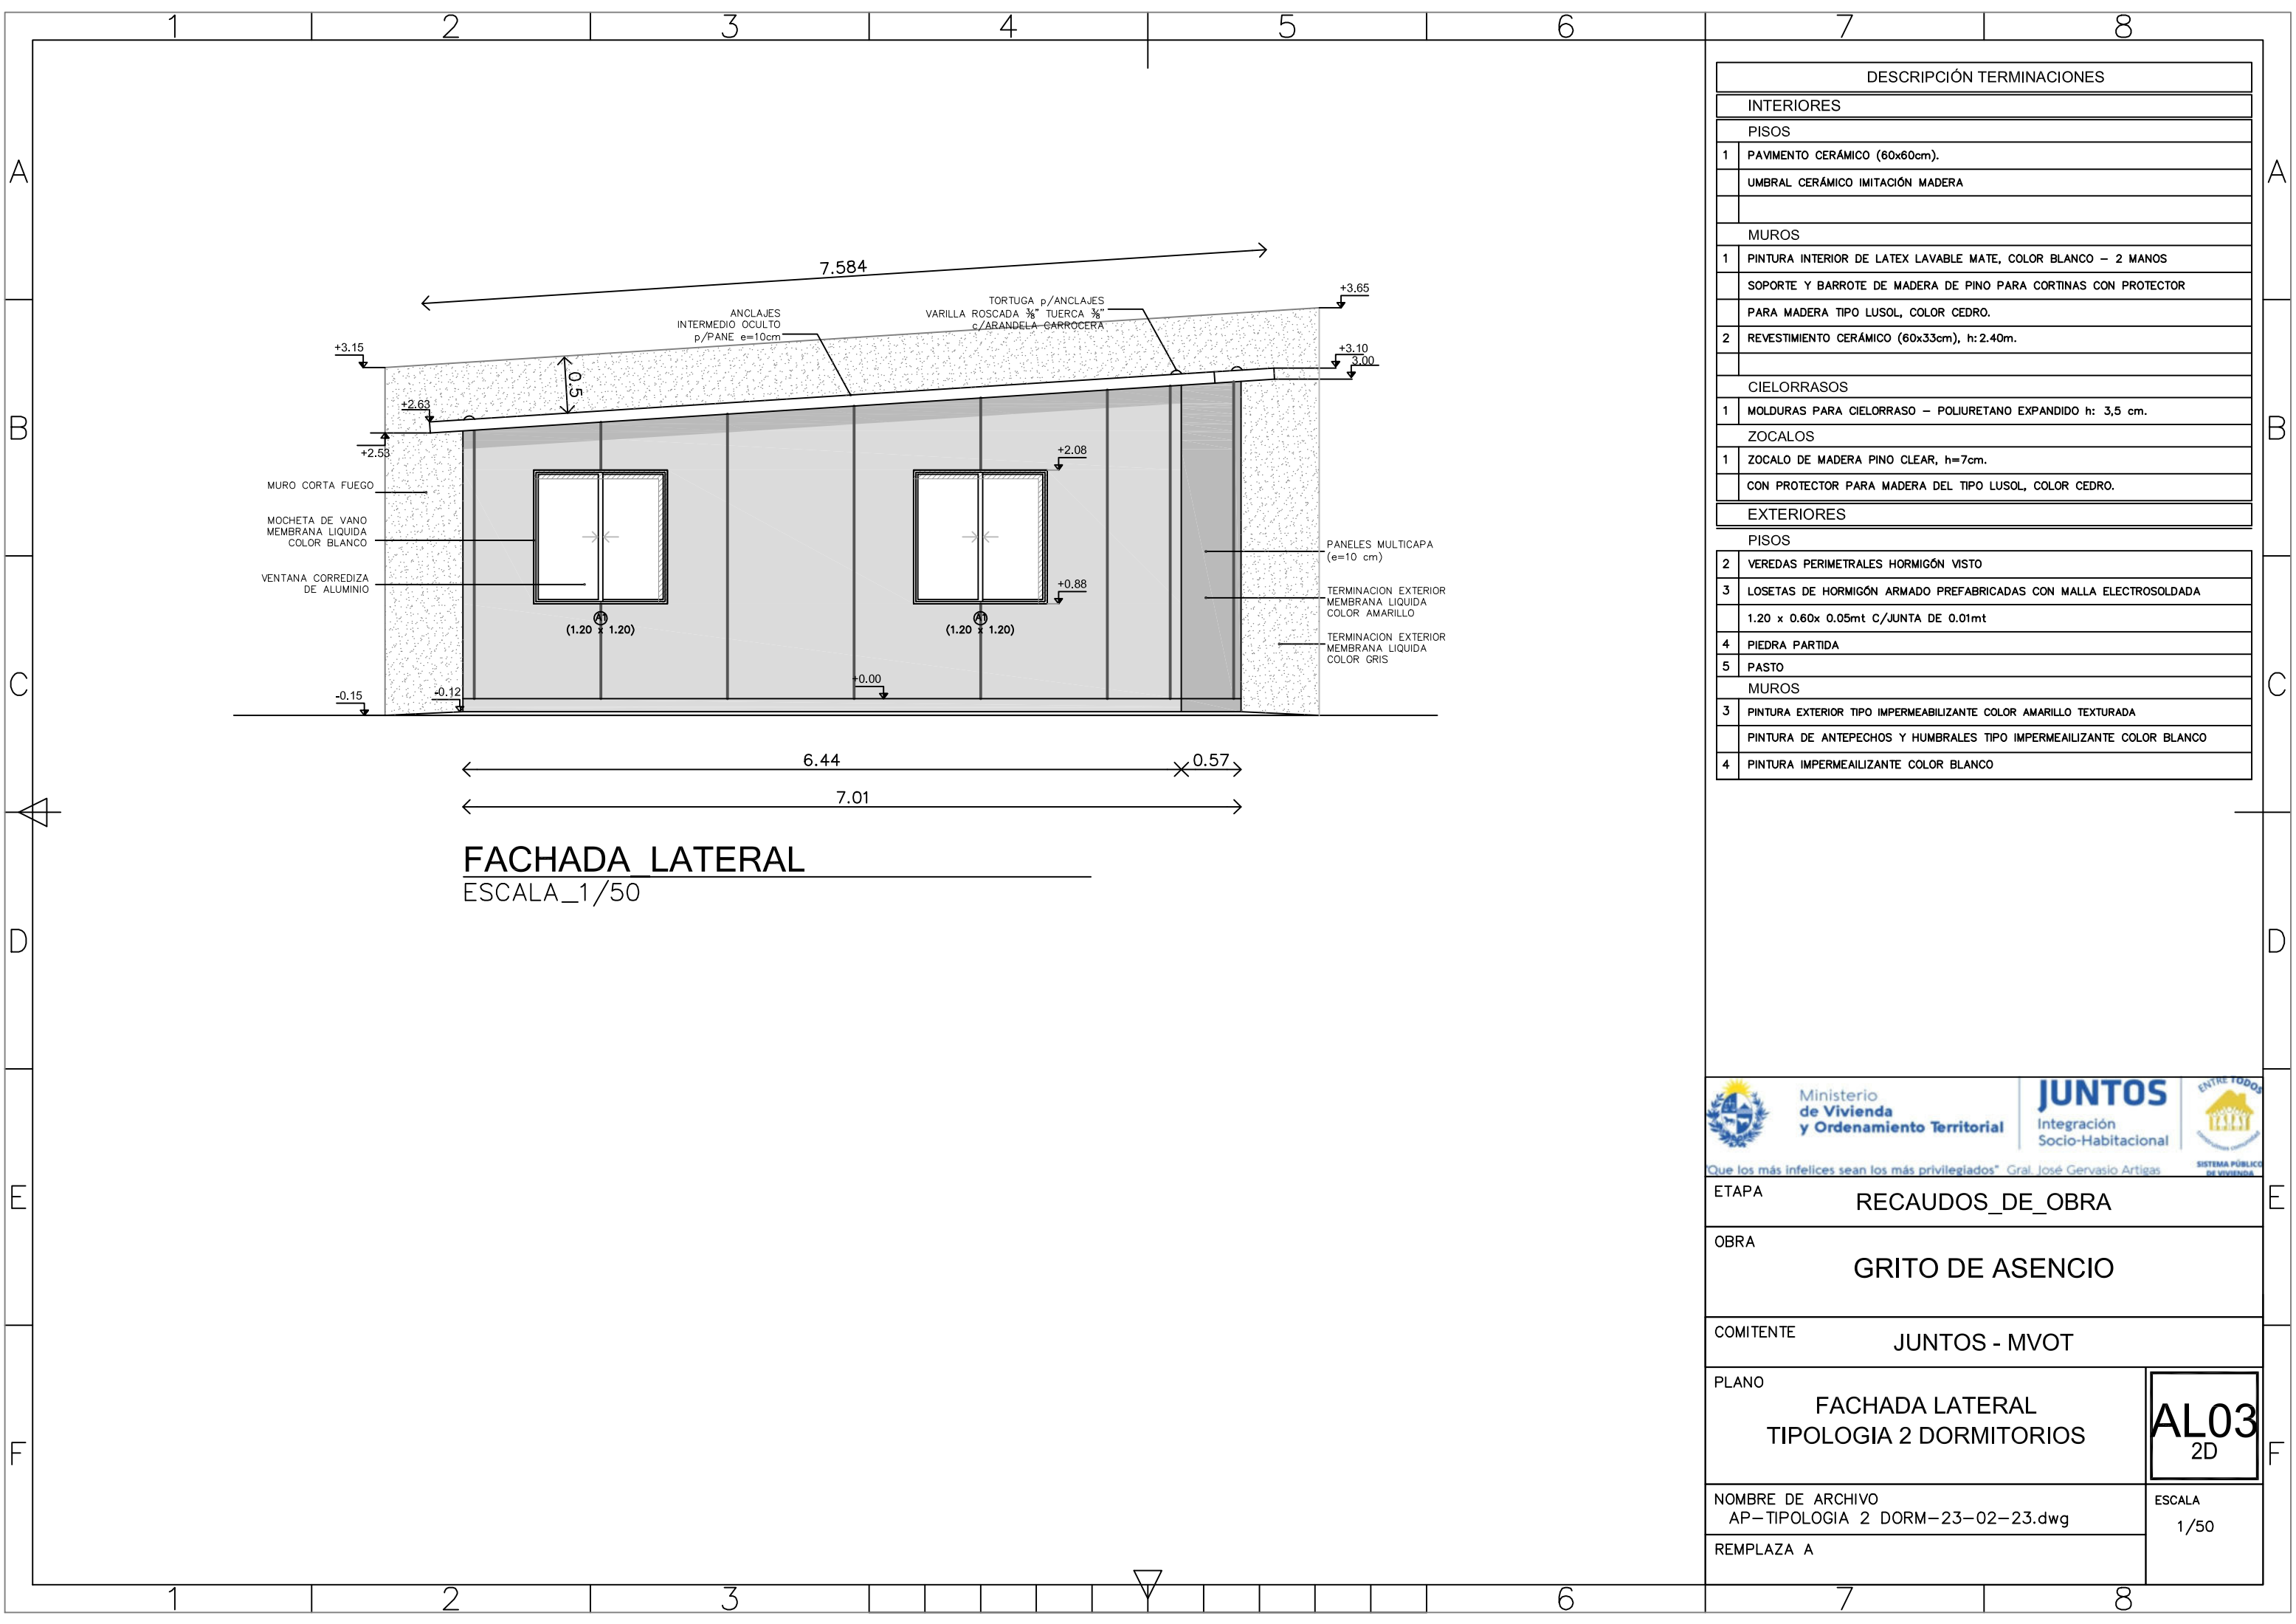 1 2 3 4 5 6 7 8
A
B
C
D
E
F
A
B
C
D
E
F
7.584
ANCLAJES
INTERMEDIO OCULTO
p/PANE e=10cm
TORTUGA p/ANCLAJES
VARILLA ROSCADA ⅜" TUERCA ⅜"
c/ARANDELA CARROCERA
+3.65
+3.15
+3.10
3.00
0.5
+2.63
+2.53
+2.08
MURO CORTA FUEGO
MOCHETA DE VANO
MEMBRANA LIQUIDA
COLOR BLANCO
VENTANA CORREDIZA
DE ALUMINIO
PANELES MULTICAPA
(e=10 cm)
+0.88
TERMINACION EXTERIOR
MEMBRANA LIQUIDA
COLOR AMARILLO
A1
(1.20 x 1.20)
A1
(1.20 x 1.20)
TERMINACION EXTERIOR
MEMBRANA LIQUIDA
COLOR GRIS
+0.00
-0.15
-0.12
6.44
0.57
7.01
FACHADA_LATERAL
ESCALA_1/50
DESCRIPCIÓN TERMINACIONES
INTERIORES
PISOS
1 PAVIMENTO CERÁMICO (60x60cm).
UMBRAL CERÁMICO IMITACIÓN MADERA
MUROS
1 PINTURA INTERIOR DE LATEX LAVABLE MATE, COLOR BLANCO – 2 MANOS
SOPORTE Y BARROTE DE MADERA DE PINO PARA CORTINAS CON PROTECTOR
PARA MADERA TIPO LUSOL, COLOR CEDRO.
2 REVESTIMIENTO CERÁMICO (60x33cm), h:2.40m.
CIELORRASOS
1 MOLDURAS PARA CIELORRASO – POLIURETANO EXPANDIDO h: 3,5 cm.
ZOCALOS
1 ZOCALO DE MADERA PINO CLEAR, h=7cm.
CON PROTECTOR PARA MADERA DEL TIPO LUSOL, COLOR CEDRO.
EXTERIORES
PISOS
2 VEREDAS PERIMETRALES HORMIGÓN VISTO
3 LOSETAS DE HORMIGÓN ARMADO PREFABRICADAS CON MALLA ELECTROSOLDADA
1.20 x 0.60x 0.05mt C/JUNTA DE 0.01mt
4 PIEDRA PARTIDA
5 PASTO
MUROS
3 PINTURA EXTERIOR TIPO IMPERMEABILIZANTE COLOR AMARILLO TEXTURADA
PINTURA DE ANTEPECHOS Y HUMBRALES TIPO IMPERMEAILIZANTE COLOR BLANCO
4 PINTURA IMPERMEAILIZANTE COLOR BLANCO
Ministerio
de Vivienda
y Ordenamiento Territorial
JUNTOS
Integración
Socio-Habitacional
ENTRE TODOS
SISTEMA PÚBLICO
DE VIVIENDA
"Que los más infelices sean los más privilegiados" Gral. José Gervasio Artigas
ETAPA
RECAUDOS_DE_OBRA
OBRA
GRITO DE ASENCIO
COMITENTE
JUNTOS - MVOT
PLANO
FACHADA LATERAL
TIPOLOGIA 2 DORMITORIOS
AL03
2D
NOMBRE DE ARCHIVO
AP–TIPOLOGIA 2 DORM–23–02–23.dwg
ESCALA
1/50
REMPLAZA A
1 2 3 6 7 8